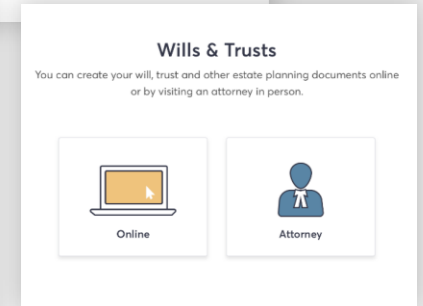 Wills & Trusts
You can create your will, trust and other estate planning documents online
or by visiting an attorney in person.
Online
Attorney